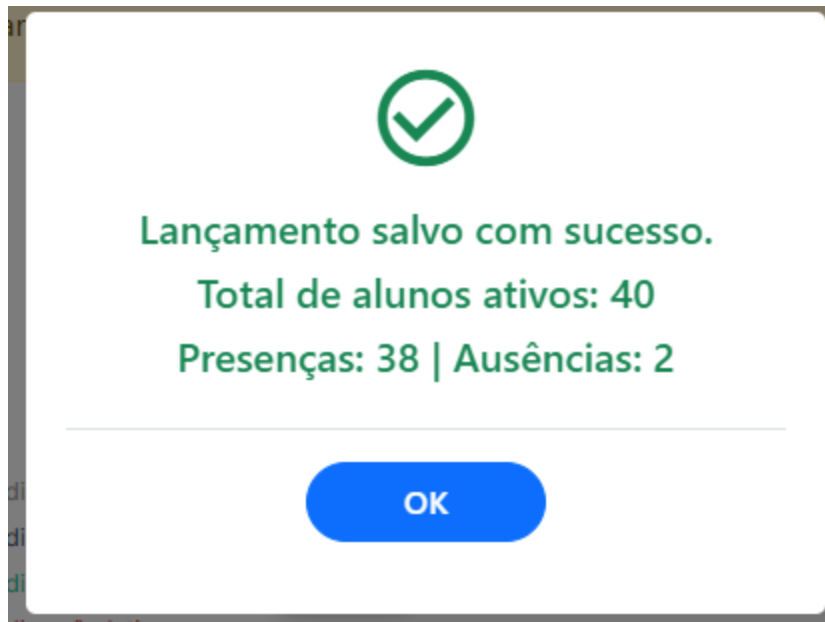 Lançamento salvo com sucesso.
Total de alunos ativos: 40
Presenças: 38 | Ausências: 2
OK